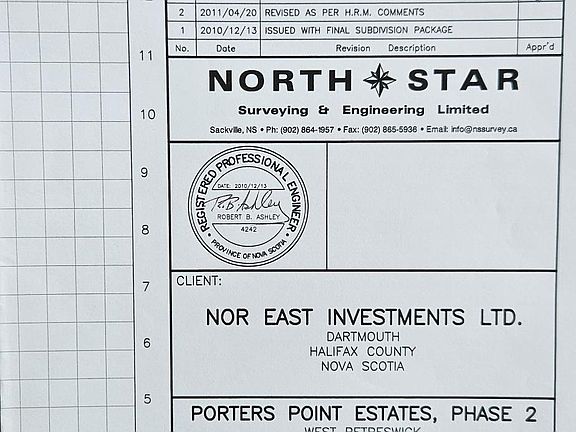 2 2011/04/20 REVISED AS PER H.R.M. COMMENTS
1 2010/12/13 ISSUED WITH FINAL SUBDIVISION PACKAGE
No. Date Revision Description Appr'd
11
NORTH STAR
10
Surveying & Engineering Limited
Sackville, NS • Ph: (902) 864-1957 • Fax: (902) 865-5936 • Email: info@nssurvey.ca
9
REGISTERED PROFESSIONAL ENGINEER
DATE: 2010/12/13
R.B. Ashley
ROBERT B. ASHLEY
4242
PROVINCE OF NOVA SCOTIA
8
7
CLIENT:
NOR EAST INVESTMENTS LTD.
DARTMOUTH
6
HALIFAX COUNTY
NOVA SCOTIA
5
PORTERS POINT ESTATES, PHASE 2
WEST PETPESWICK